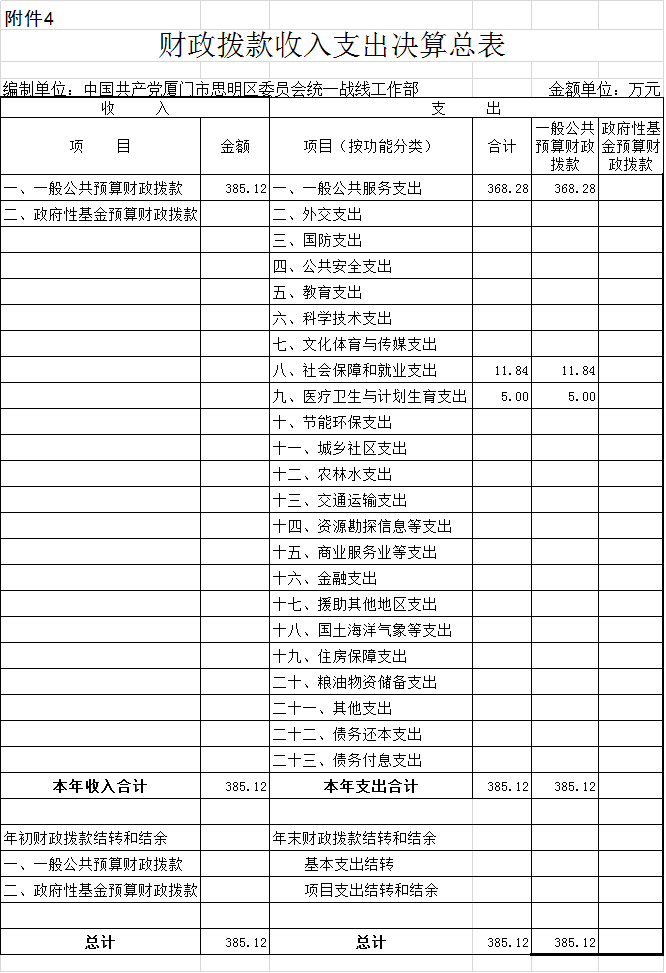 附件4
财政拨款收入支出决算总表
编制单位：中国共产党厦门市思明区委员会统一战线工作部 金额单位：万元
收 入 支 出
项 目 金额 项目（按功能分类） 合计 一般公共预算财政拨款 政府性基金预算财政拨款
一、一般公共预算财政拨款 385.12 一、一般公共服务支出 368.28 368.28
二、政府性基金预算财政拨款 二、外交支出
三、国防支出
四、公共安全支出
五、教育支出
六、科学技术支出
七、文化体育与传媒支出
八、社会保障和就业支出 11.84 11.84
九、医疗卫生与计划生育支出 5.00 5.00
十、节能环保支出
十一、城乡社区支出
十二、农林水支出
十三、交通运输支出
十四、资源勘探信息等支出
十五、商业服务业等支出
十六、金融支出
十七、援助其他地区支出
十八、国土海洋气象等支出
十九、住房保障支出
二十、粮油物资储备支出
二十一、其他支出
二十二、债务还本支出
二十三、债务付息支出
本年收入合计 385.12 本年支出合计 385.12 385.12
年初财政拨款结转和结余 年末财政拨款结转和结余
一、一般公共预算财政拨款 基本支出结转
二、政府性基金预算财政拨款 项目支出结转和结余
总计 385.12 总计 385.12 385.12